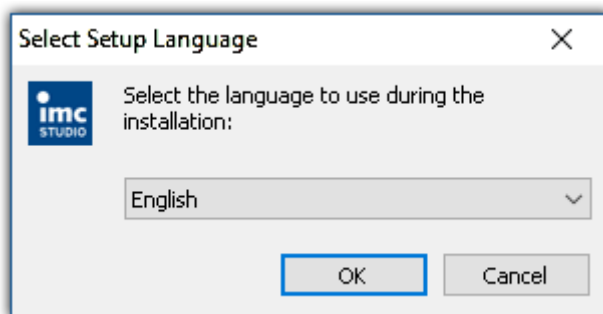 Select Setup Language
imc
STUDIO
Select the language to use during the
installation:
English
OK
Cancel